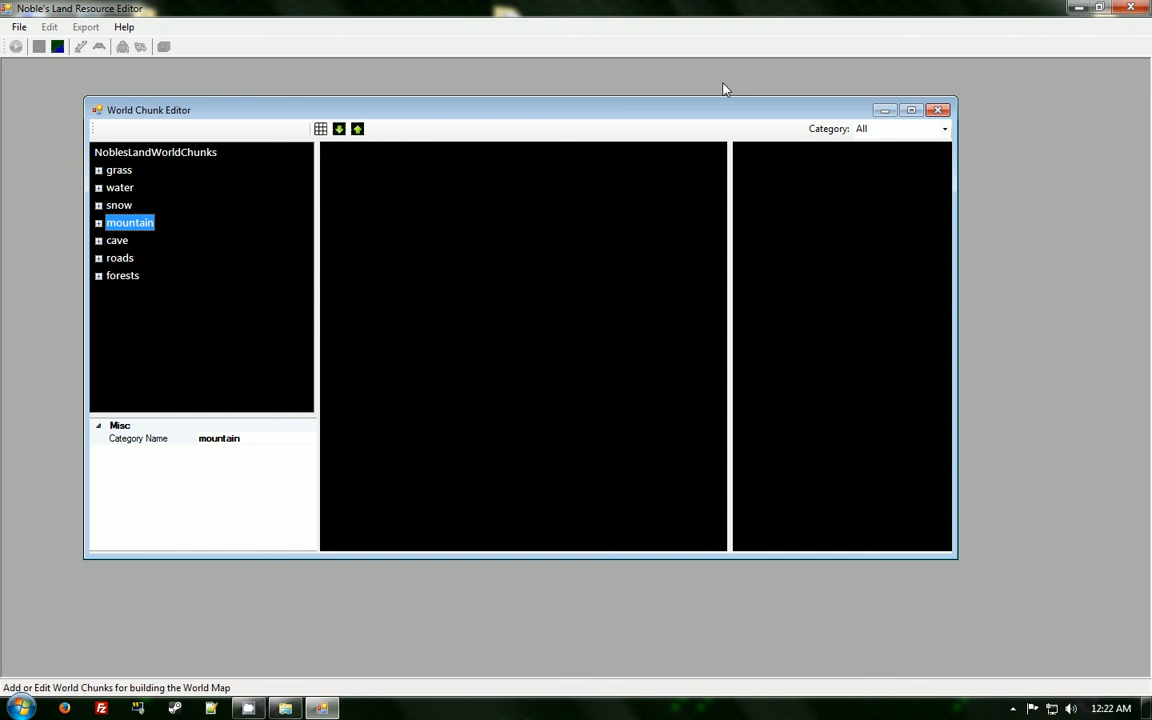 Noble's Land Resource Editor
File Edit Export Help
World Chunk Editor
Category: All
NoblesLandWorldChunks
grass
water
snow
mountain
cave
roads
forests
Misc
Category Name mountain
Add or Edit World Chunks for building the World Map
12:22 AM